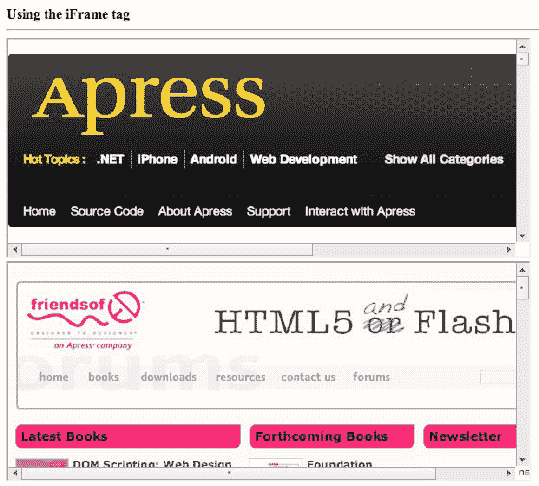 Using the iFrame tag
Apress
Hot Topics: .NET iPhone Android Web Development Show All Categories
Home Source Code About Apress Support Interact with Apress
friendsof
DESIGNER TO DESIGNER
an Apress® company
HTML5 and or Flash
forums
home books downloads resources contact us forums
Latest Books Forthcoming Books Newsletter
DOM Scripting: Web Design Foundation